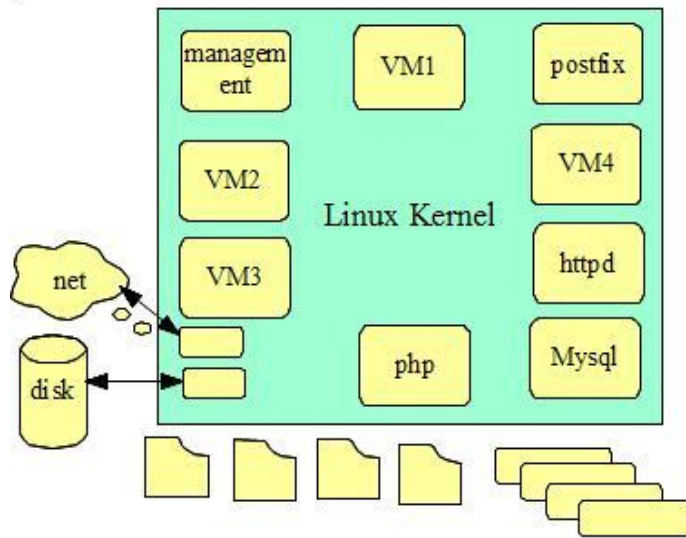 managem
ent
VM1
postfix
VM2
VM4
Linux Kernel
VM3
httpd
net
disk
php
Mysql